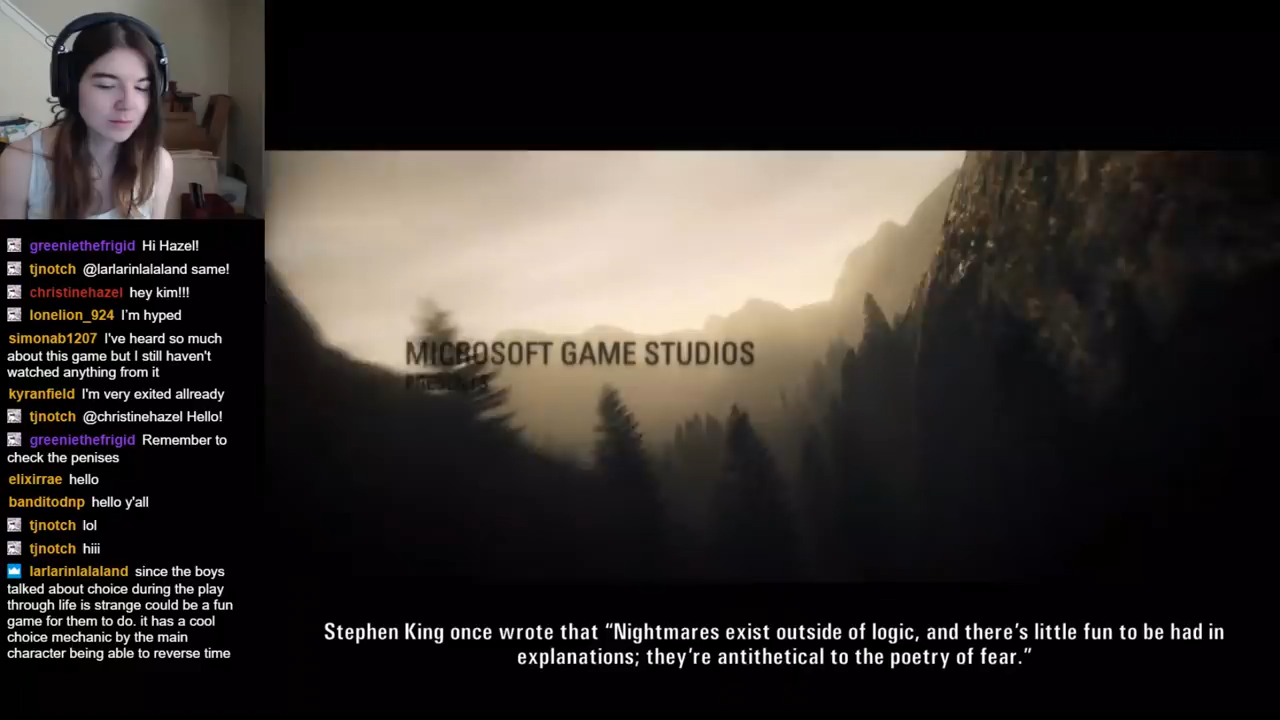 greeniethefrigid Hi Hazel!
tjnotch @larlarinlalaland same!
christinehazel hey kim!!!
lonelion_924 I'm hyped
simonab1207 I've heard so much
about this game but I still haven't
watched anything from it
kyranfield I'm very exited allready
tjnotch @christinehazel Hello!
greeniethefrigid Remember to
check the penises
elixirrae hello
banditodnp hello y'all
tjnotch lol
tjnotch hiii
larlarinlalaland since the boys
talked about choice during the play
through life is strange could be a fun
game for them to do. it has a cool
choice mechanic by the main
character being able to reverse time
MICROSOFT GAME STUDIOS
PRESENTS
Stephen King once wrote that “Nightmares exist outside of logic, and there's little fun to be had in
explanations; they're antithetical to the poetry of fear.”